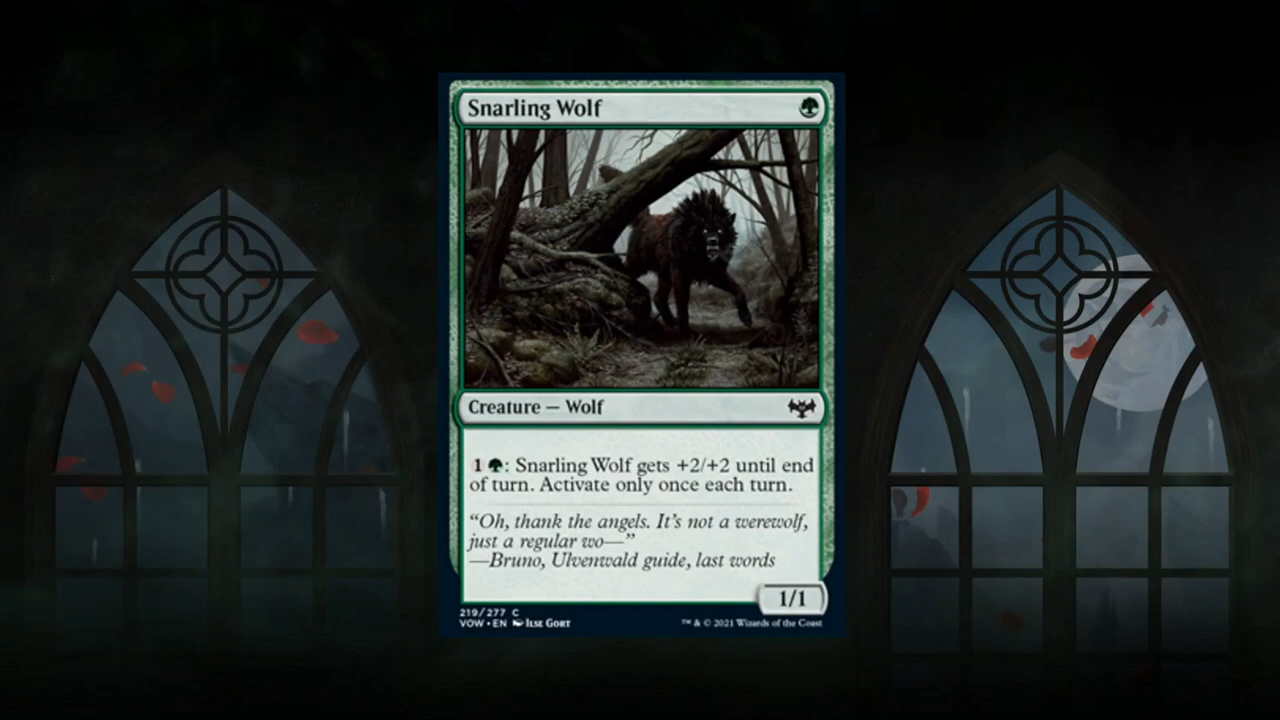 Snarling Wolf
Creature — Wolf
1 : Snarling Wolf gets +2/+2 until end
of turn. Activate only once each turn.
“Oh, thank the angels. It’s not a werewolf,
just a regular wo—”
—Bruno, Ulvenwald guide, last words
1/1
219/277 C
VOW • EN Ilse Gort
™ & © 2021 Wizards of the Coast